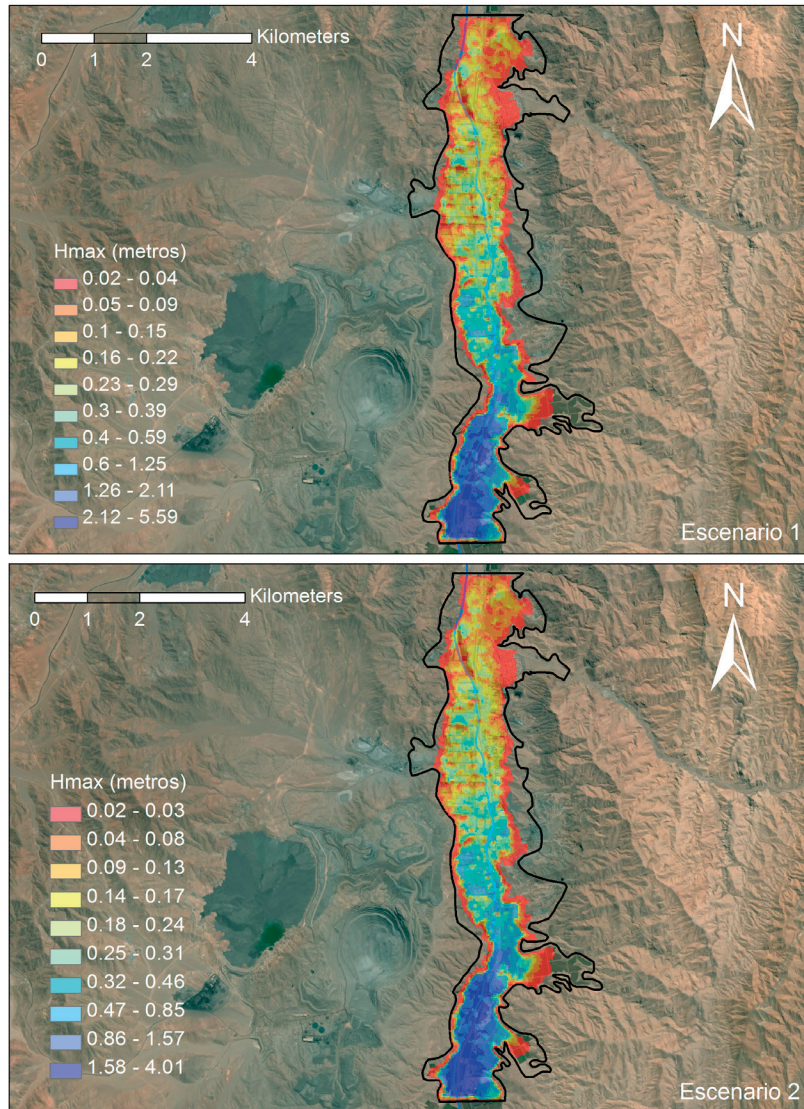 Kilometers
0 1 2 4
N
Hmax (metros)
0.02 - 0.04
0.05 - 0.09
0.1 - 0.15
0.16 - 0.22
0.23 - 0.29
0.3 - 0.39
0.4 - 0.59
0.6 - 1.25
1.26 - 2.11
2.12 - 5.59
Escenario 1
Kilometers
0 1 2 4
N
Hmax (metros)
0.02 - 0.03
0.04 - 0.08
0.09 - 0.13
0.14 - 0.17
0.18 - 0.24
0.25 - 0.31
0.32 - 0.46
0.47 - 0.85
0.86 - 1.57
1.58 - 4.01
Escenario 2